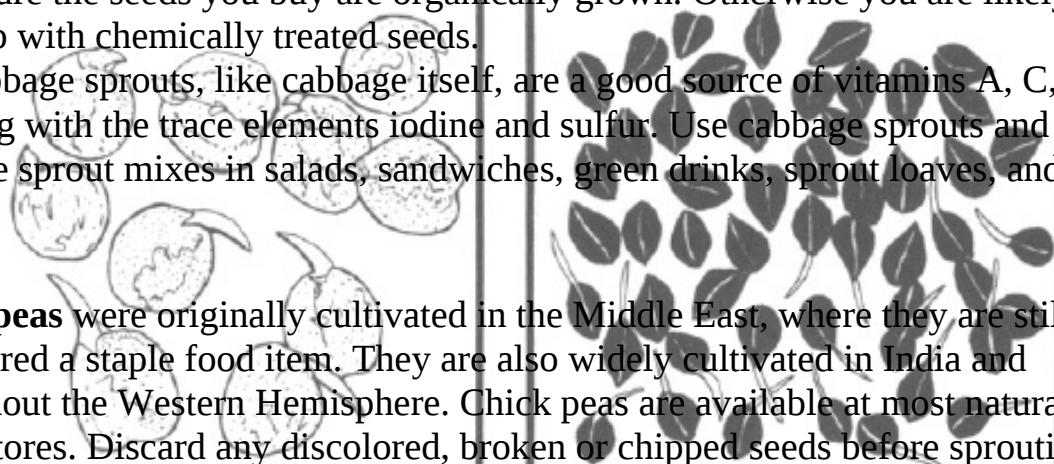 ure the seeds you buy are organically grown. Otherwise you are likely
p with chemically treated seeds.
bbage sprouts, like cabbage itself, are a good source of vitamins A, C,
g with the trace elements iodine and sulfur. Use cabbage sprouts and
e sprout mixes in salads, sandwiches, green drinks, sprout loaves, and
peas were originally cultivated in the Middle East, where they are stil
red a staple food item. They are also widely cultivated in India and
out the Western Hemisphere. Chick peas are available at most natura
tores. Discard any discolored, broken or chipped seeds before sprouti